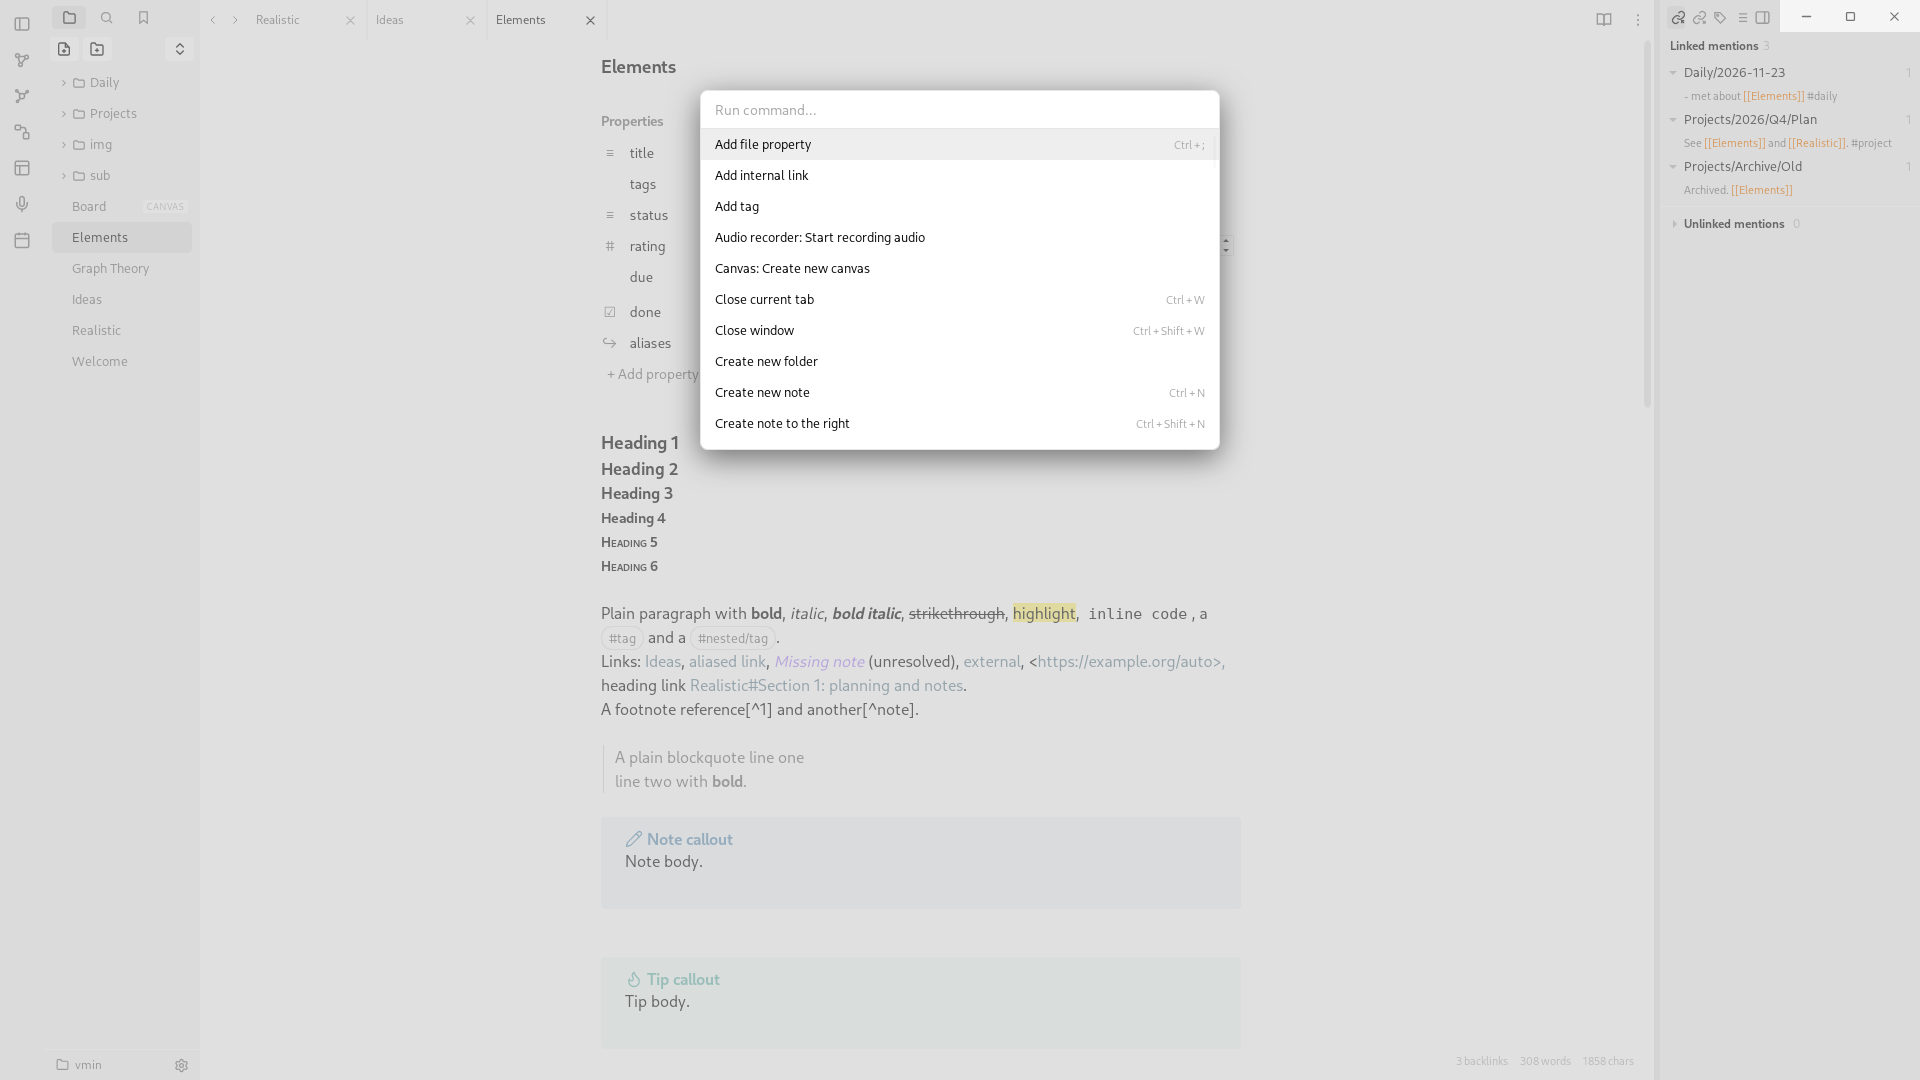 Realistic
Ideas
Elements
Daily
Projects
img
sub
Board CANVAS
Elements
Graph Theory
Ideas
Realistic
Welcome
vmin
Elements
Properties
title
tags
status
rating
due
done
aliases
+ Add property
Run command...
Add file property Ctrl + ;
Add internal link
Add tag
Audio recorder: Start recording audio
Canvas: Create new canvas
Close current tab Ctrl + W
Close window Ctrl + Shift + W
Create new folder
Create new note Ctrl + N
Create note to the right Ctrl + Shift + N
Heading 1
Heading 2
Heading 3
Heading 4
Heading 5
Heading 6
Plain paragraph with bold, italic, bold italic, strikethrough, highlight, inline code , a
#tag and a #nested/tag .
Links: Ideas, aliased link, Missing note (unresolved), external, <https://example.org/auto>,
heading link Realistic#Section 1: planning and notes.
A footnote reference[^1] and another[^note].
A plain blockquote line one
line two with bold.
Note callout
Note body.
Tip callout
Tip body.
3 backlinks 308 words 1858 chars
Linked mentions 3
Daily/2026-11-23 1
- met about [[Elements]] #daily
Projects/2026/Q4/Plan 1
See [[Elements]] and [[Realistic]]. #project
Projects/Archive/Old 1
Archived. [[Elements]]
Unlinked mentions 0